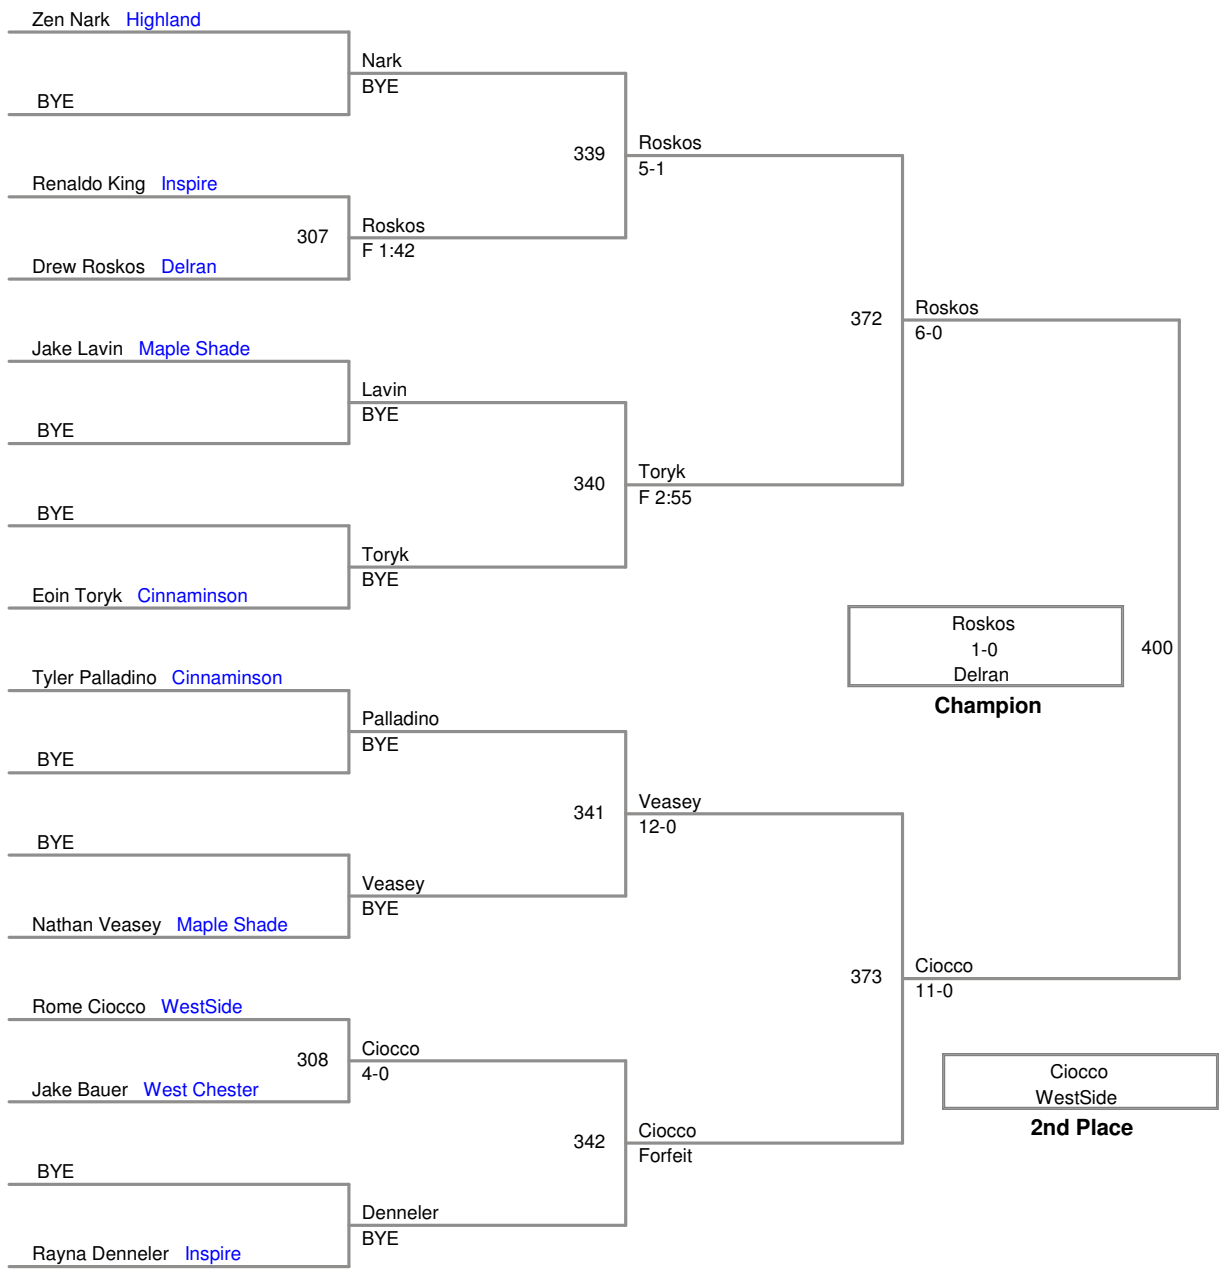 Zen Nark Highland
BYE
Nark
BYE
Renaldo King Inspire
307
Drew Roskos Delran
Roskos
F 1:42
339
Roskos
5-1
Jake Lavin Maple Shade
BYE
Lavin
BYE
BYE
Eoin Toryk Cinnaminson
Toryk
BYE
340
Toryk
F 2:55
372
Roskos
6-0
Tyler Palladino Cinnaminson
BYE
Palladino
BYE
BYE
Nathan Veasey Maple Shade
Veasey
BYE
341
Veasey
12-0
Rome Ciocco WestSide
308
Jake Bauer West Chester
Ciocco
4-0
BYE
Rayna Denneler Inspire
Denneler
BYE
342
Ciocco
Forfeit
373
Ciocco
11-0
400
Roskos
1-0
Delran
Champion
Ciocco
WestSide
2nd Place